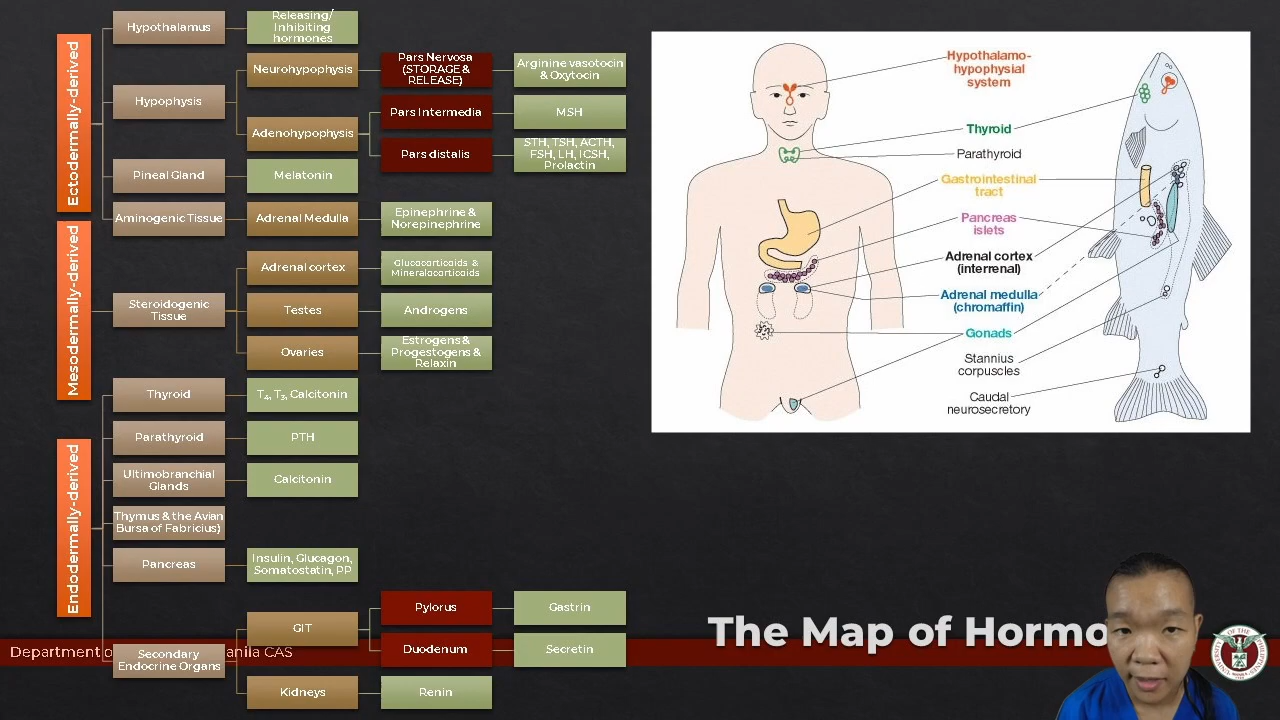 Ectodermally-derived
Hypothalamus
Releasing/
Inhibiting
hormones
Hypophysis
Neurohypophysis
Pars Nervosa
(STORAGE &
RELEASE)
Arginine vasotocin
& Oxytocin
Adenohypophysis
Pars Intermedia
MSH
Pars distalis
STH, TSH, ACTH,
FSH, LH, ICSH,
Prolactin
Pineal Gland
Melatonin
Aminogenic Tissue
Adrenal Medulla
Epinephrine &
Norepinephrine
Mesodermally-derived
Steroidogenic
Tissue
Adrenal cortex
Glucacorticoids &
Mineralacorticoids
Testes
Androgens
Ovaries
Estrogens &
Progestogens &
Relaxin
Endodermally-derived
Thyroid
T₄, T₃, Calcitonin
Parathyroid
PTH
Ultimobranchial
Glands
Calcitonin
Thymus & the Avian
Bursa of Fabricius)
Pancreas
Insulin, Glucagon,
Somatostatin, PP
Secondary
Endocrine Organs
GIT
Pylorus
Gastrin
Duodenum
Secretin
Kidneys
Renin
Hypothalamo-
hypophysial
system
Thyroid
Parathyroid
Gastrointestinal
tract
Pancreas
islets
Adrenal cortex
(interrenal)
Adrenal medulla
(chromaffin)
Gonads
Stannius
corpuscles
Caudal
neurosecretory
The Map of Hormo
Department o
anila CAS